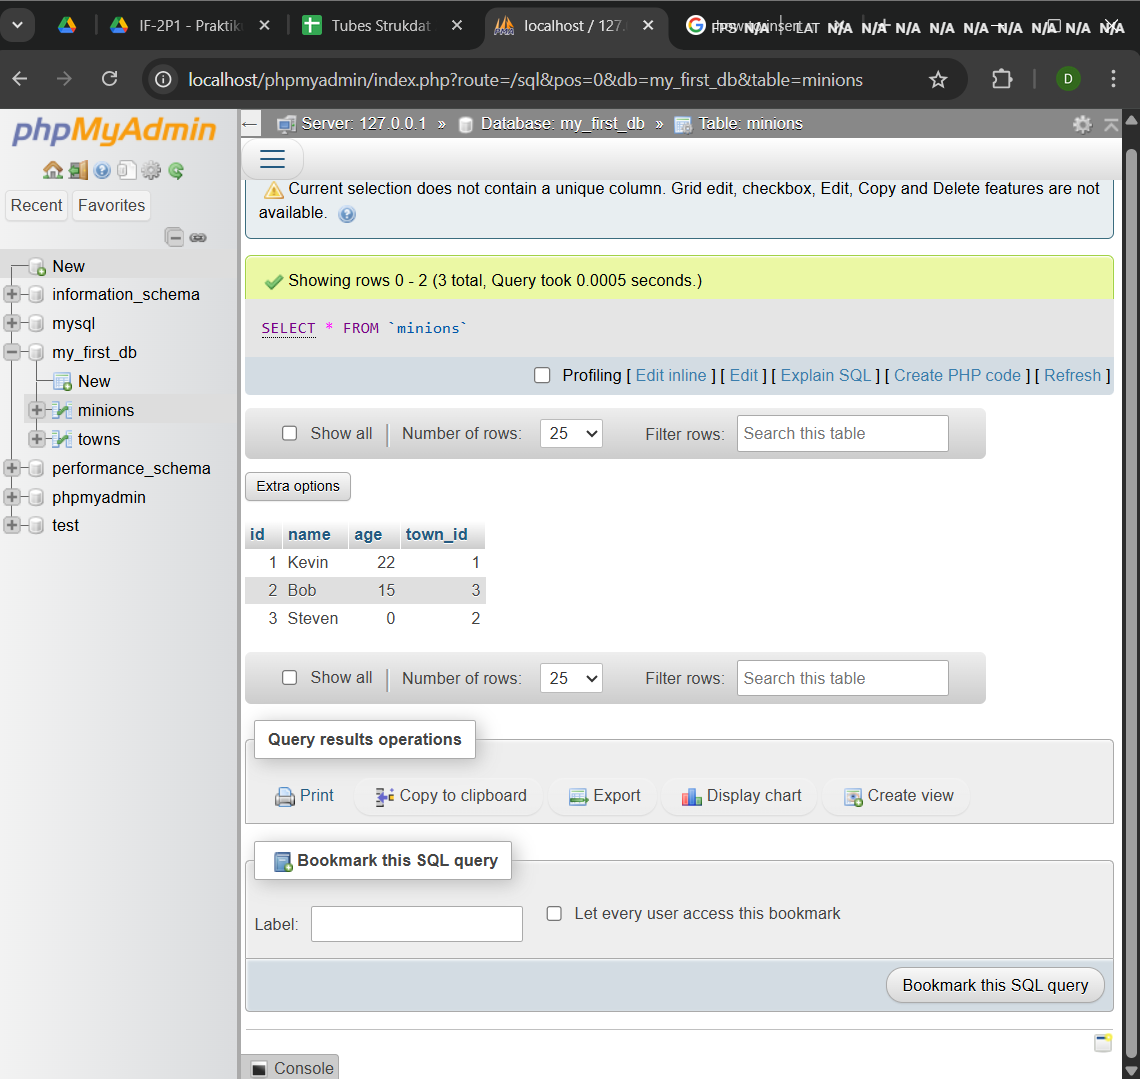 IF-2P1 - Praktik
Tubes Strukdat
localhost / 127.
FPS N/A LAT N/A N/A N/A N/A N/A N/A N/A N/A N/A
localhost/phpmyadmin/index.php?route=/sql&pos=0&db=my_first_db&table=minions
D
phpMyAdmin
Server: 127.0.0.1 » Database: my_first_db » Table: minions
Recent
Favorites
New
information_schema
mysql
my_first_db
New
minions
towns
performance_schema
phpmyadmin
test
Current selection does not contain a unique column. Grid edit, checkbox, Edit, Copy and Delete features are not
available.
Showing rows 0 - 2 (3 total, Query took 0.0005 seconds.)
SELECT * FROM `minions`
Profiling [ Edit inline ] [ Edit ] [ Explain SQL ] [ Create PHP code ] [ Refresh ]
Show all | Number of rows: 25 Filter rows: Search this table
Extra options
id name age town_id
1 Kevin 22 1
2 Bob 15 3
3 Steven 0 2
Show all | Number of rows: 25 Filter rows: Search this table
Query results operations
Print Copy to clipboard Export Display chart Create view
Bookmark this SQL query
Label: Let every user access this bookmark
Bookmark this SQL query
Console